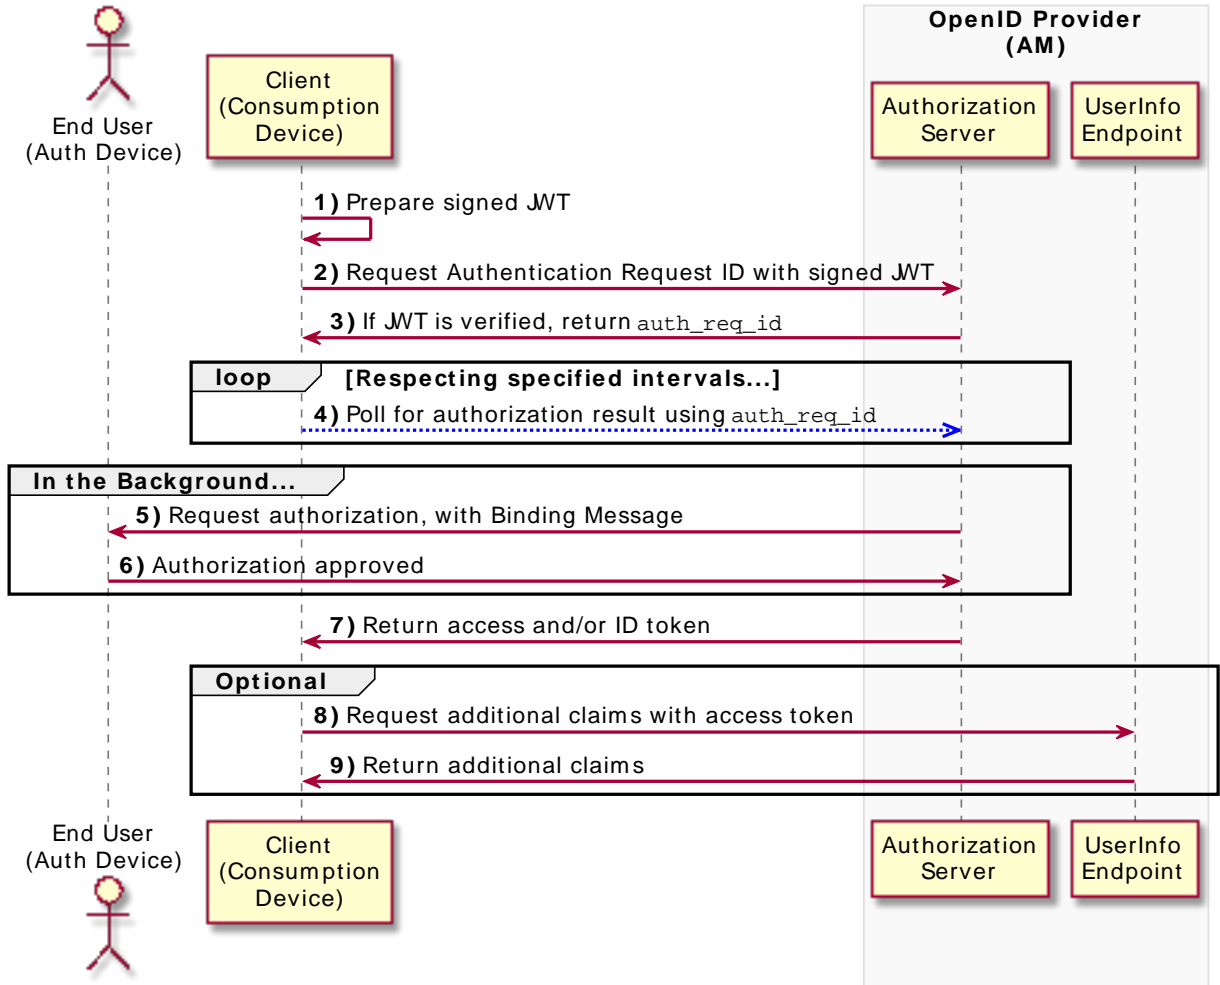 OpenID Provider
(AM)
End User
(Auth Device)
Client
(Consumption
Device)
Authorization
Server
UserInfo
Endpoint
1) Prepare signed JWT
2) Request Authentication Request ID with signed JWT
3) If JWT is verified, return auth_req_id
loop [Respecting specified intervals...]
4) Poll for authorization result using auth_req_id
In the Background...
5) Request authorization, with Binding Message
6) Authorization approved
7) Return access and/or ID token
Optional
8) Request additional claims with access token
9) Return additional claims
End User
(Auth Device)
Client
(Consumption
Device)
Authorization
Server
UserInfo
Endpoint